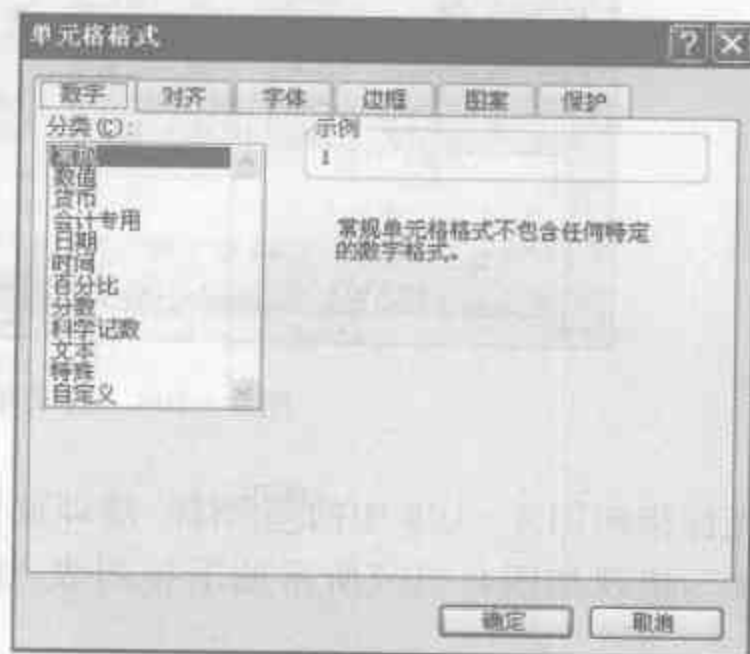 单元格格式
数字 对齐 字体 边框 图案 保护
分类(C):
示例
1
常规
数值
货币
会计专用
日期
时间
百分比
分数
科学记数
文本
特殊
自定义
常规单元格格式不包含任何特定
的数字格式。
确定 取消